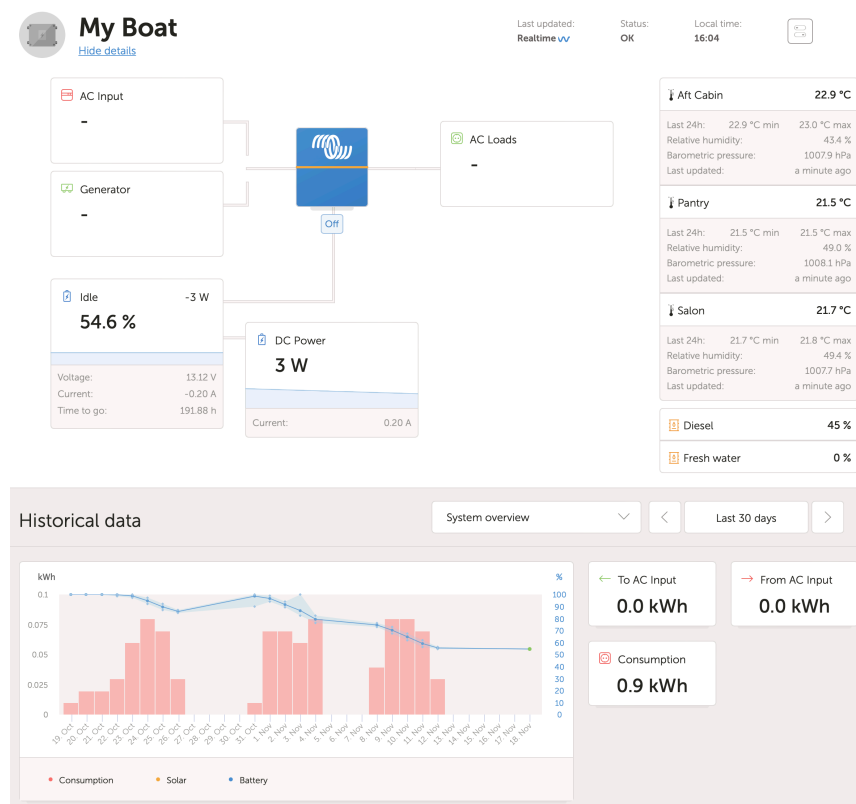 My Boat
Hide details
Last updated:
Realtime
Status:
OK
Local time:
16:04
AC Input
-
Generator
-
Off
AC Loads
-
Idle -3 W
54.6 %
Voltage: 13.12 V
Current: -0.20 A
Time to go: 191.88 h
DC Power
3 W
Current: 0.20 A
Aft Cabin 22.9 °C
Last 24h: 22.9 °C min 23.0 °C max
Relative humidity: 43.4 %
Barometric pressure: 1007.9 hPa
Last updated: a minute ago
Pantry 21.5 °C
Last 24h: 21.5 °C min 21.5 °C max
Relative humidity: 49.0 %
Barometric pressure: 1008.1 hPa
Last updated: a minute ago
Salon 21.7 °C
Last 24h: 21.7 °C min 21.8 °C max
Relative humidity: 49.4 %
Barometric pressure: 1007.7 hPa
Last updated: a minute ago
Diesel 45 %
Fresh water 0 %
Historical data
System overview
Last 30 days
kWh %
0.1
0.075
0.05
0.025
0
100
90
80
70
60
50
40
30
20
10
0
19. Oct
20. Oct
21. Oct
22. Oct
23. Oct
24. Oct
25. Oct
26. Oct
27. Oct
28. Oct
29. Oct
30. Oct
31. Oct
1. Nov
2. Nov
3. Nov
4. Nov
5. Nov
6. Nov
7. Nov
8. Nov
9. Nov
10. Nov
11. Nov
12. Nov
13. Nov
14. Nov
15. Nov
16. Nov
17. Nov
18. Nov
Consumption Solar Battery
To AC Input
0.0 kWh
From AC Input
0.0 kWh
Consumption
0.9 kWh